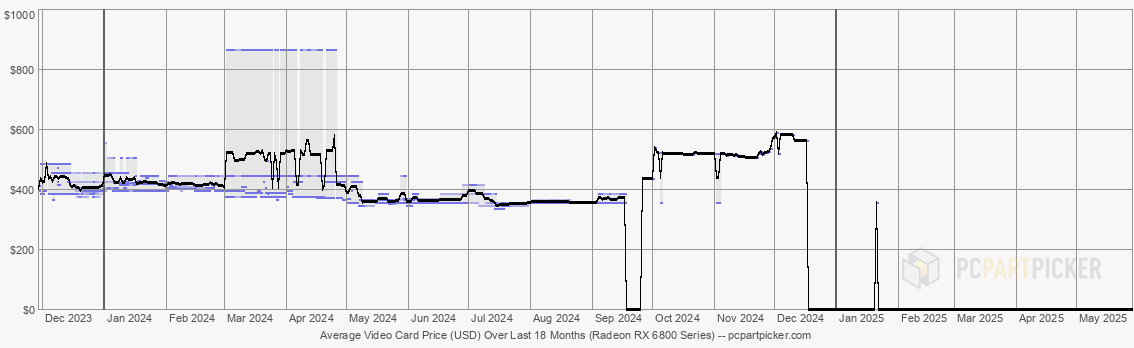 $1000
$800
$600
$400
$200
$0
Dec 2023 Jan 2024 Feb 2024 Mar 2024 Apr 2024 May 2024 Jun 2024 Jul 2024 Aug 2024 Sep 2024 Oct 2024 Nov 2024 Dec 2024 Jan 2025 Feb 2025 Mar 2025 Apr 2025 May 2025
PCPARTPICKER
Average Video Card Price (USD) Over Last 18 Months (Radeon RX 6800 Series) -- pcpartpicker.com